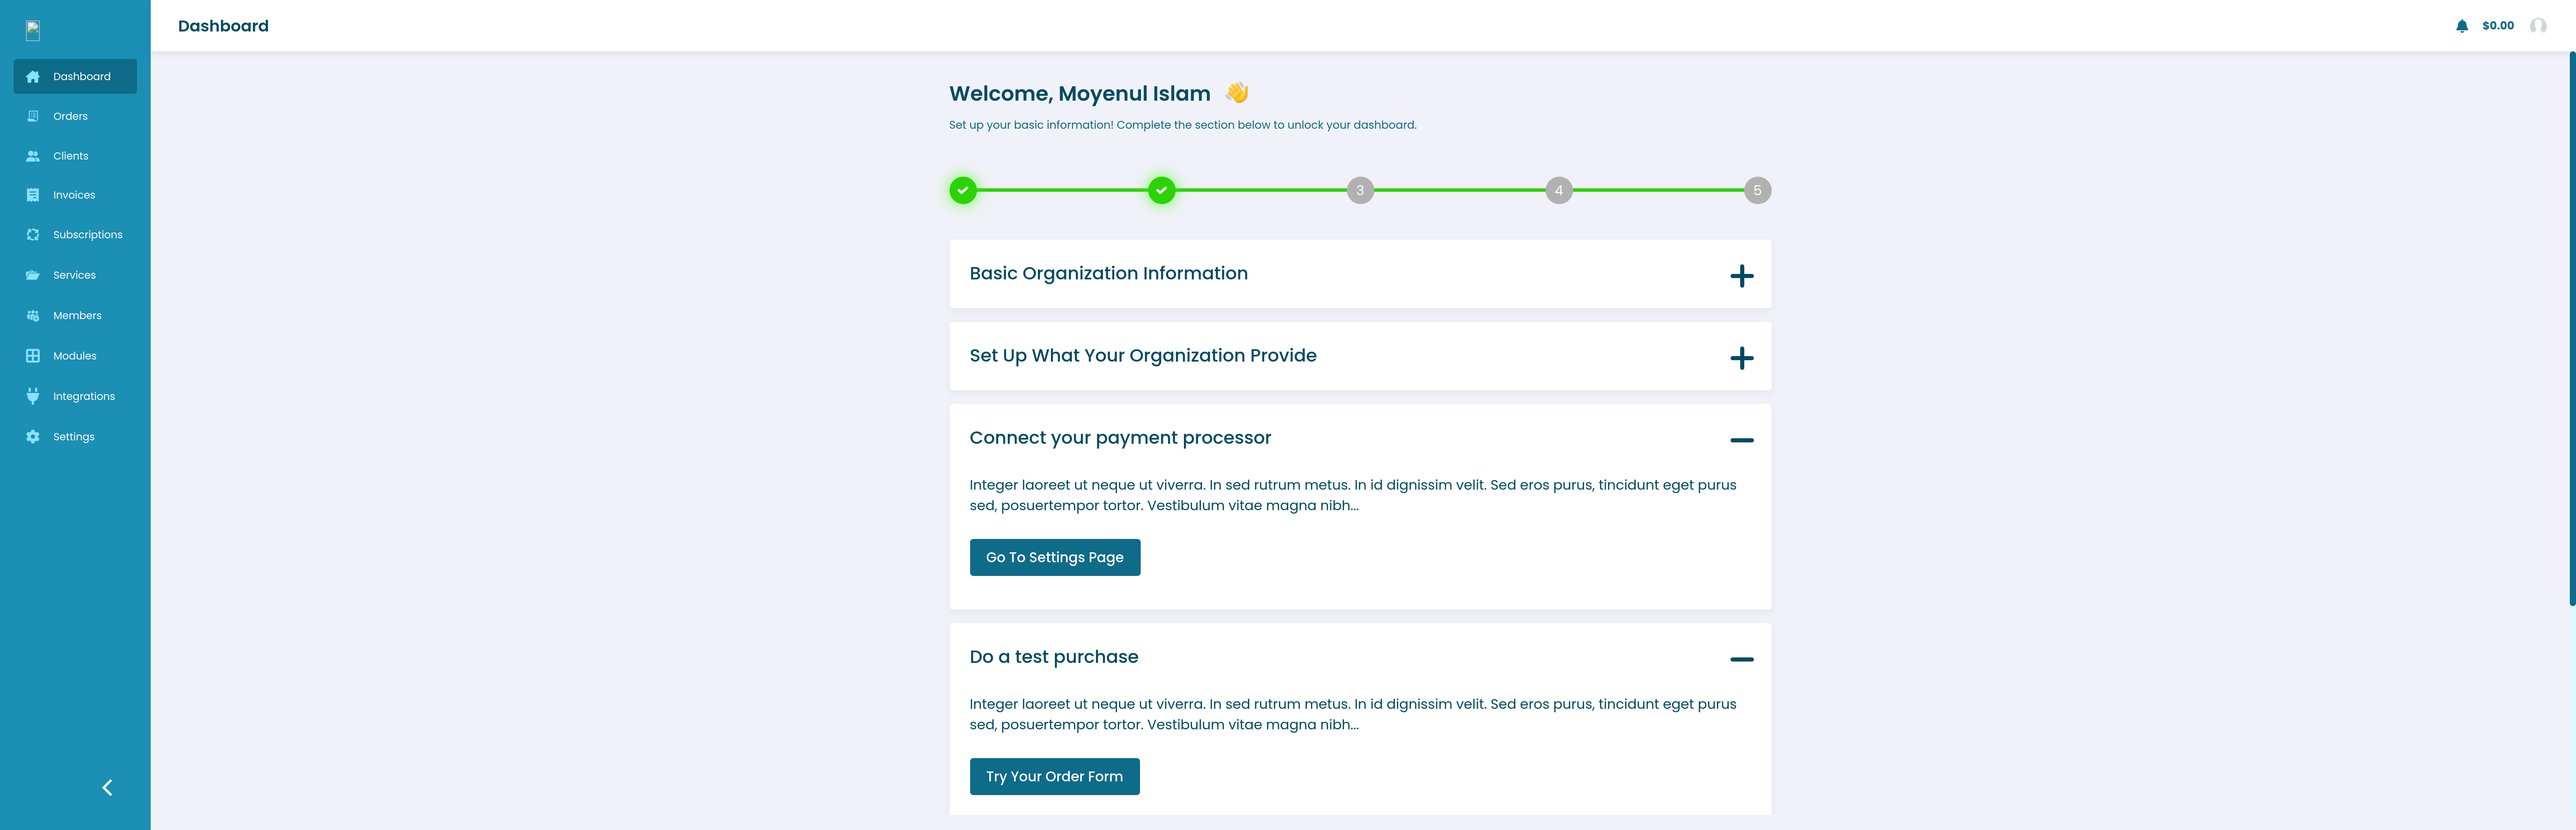 Dashboard
$0.00
Dashboard
Orders
Clients
Invoices
Subscriptions
Services
Members
Modules
Integrations
Settings
Welcome, Moyenul Islam 👋
Set up your basic information! Complete the section below to unlock your dashboard.
3 4 5
Basic Organization Information
Set Up What Your Organization Provide
Connect your payment processor
Integer laoreet ut neque ut viverra. In sed rutrum metus. In id dignissim velit. Sed eros purus, tincidunt eget purus
sed, posuertempor tortor. Vestibulum vitae magna nibh...
Go To Settings Page
Do a test purchase
Integer laoreet ut neque ut viverra. In sed rutrum metus. In id dignissim velit. Sed eros purus, tincidunt eget purus
sed, posuertempor tortor. Vestibulum vitae magna nibh...
Try Your Order Form